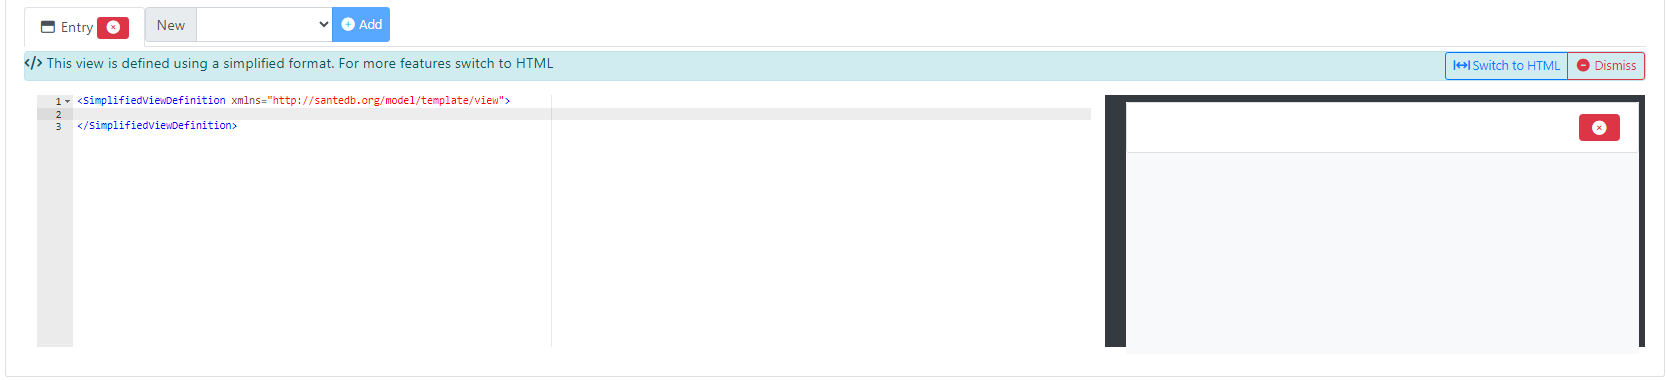 Entry New Add
</> This view is defined using a simplified format. For more features switch to HTML Switch to HTML Dismiss
1 <SimplifiedViewDefinition xmlns="http://santedb.org/model/template/view">
2
3 </SimplifiedViewDefinition>